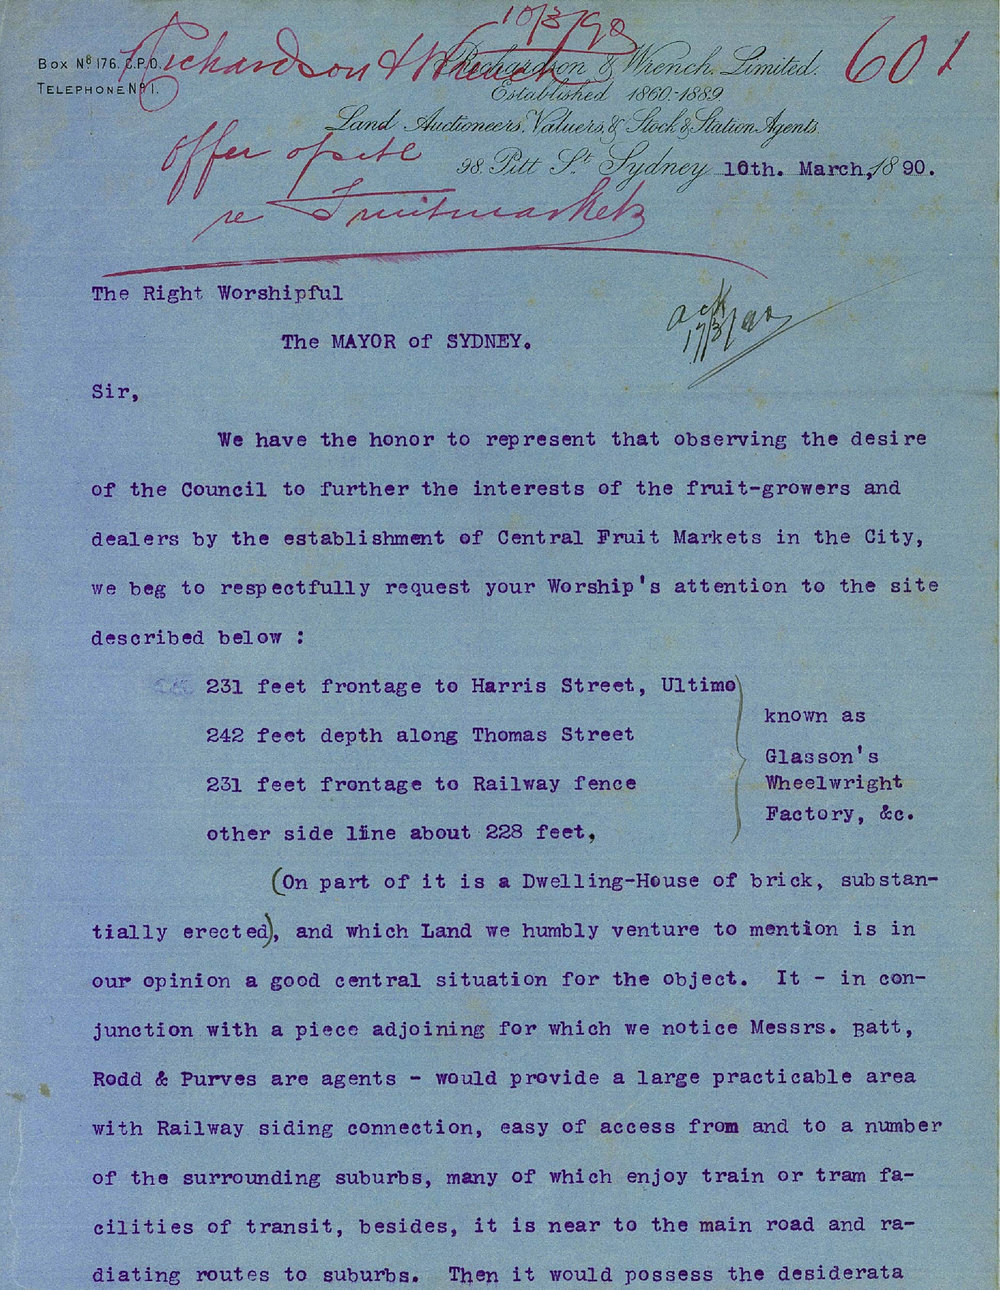 10/3/90
Richardson & Wrench
601
Box No 176. G.P.O.
Telephone No 1.
Richardson & Wrench. Limited.
Established 1860-1889.
Land Auctioneers, Valuers, & Stock & Station Agents.
98. Pitt St. Sydney 10th. March, 1890.
offer of site
re Fruitmarkets
The Right Worshipful
The MAYOR of SYDNEY.
ack
17/3/90
Sir,
We have the honor to represent that observing the desire
of the Council to further the interests of the fruit-growers and
dealers by the establishment of Central Fruit Markets in the City,
we beg to respectfully request your Worship's attention to the site
described below :
231 feet frontage to Harris Street, Ultimo
242 feet depth along Thomas Street
231 feet frontage to Railway fence
other side line about 228 feet,
known as
Glasson's
Wheelwright
Factory, &c.
(On part of it is a Dwelling-House of brick, substan-
tially erected), and which Land we humbly venture to mention is in
our opinion a good central situation for the object. It - in con-
junction with a piece adjoining for which we notice Messrs. Batt,
Rodd & Purves are agents - would provide a large practicable area
with Railway siding connection, easy of access from and to a number
of the surrounding suburbs, many of which enjoy train or tram fa-
cilities of transit, besides, it is near to the main road and ra-
diating routes to suburbs. Then it would possess the desiderata